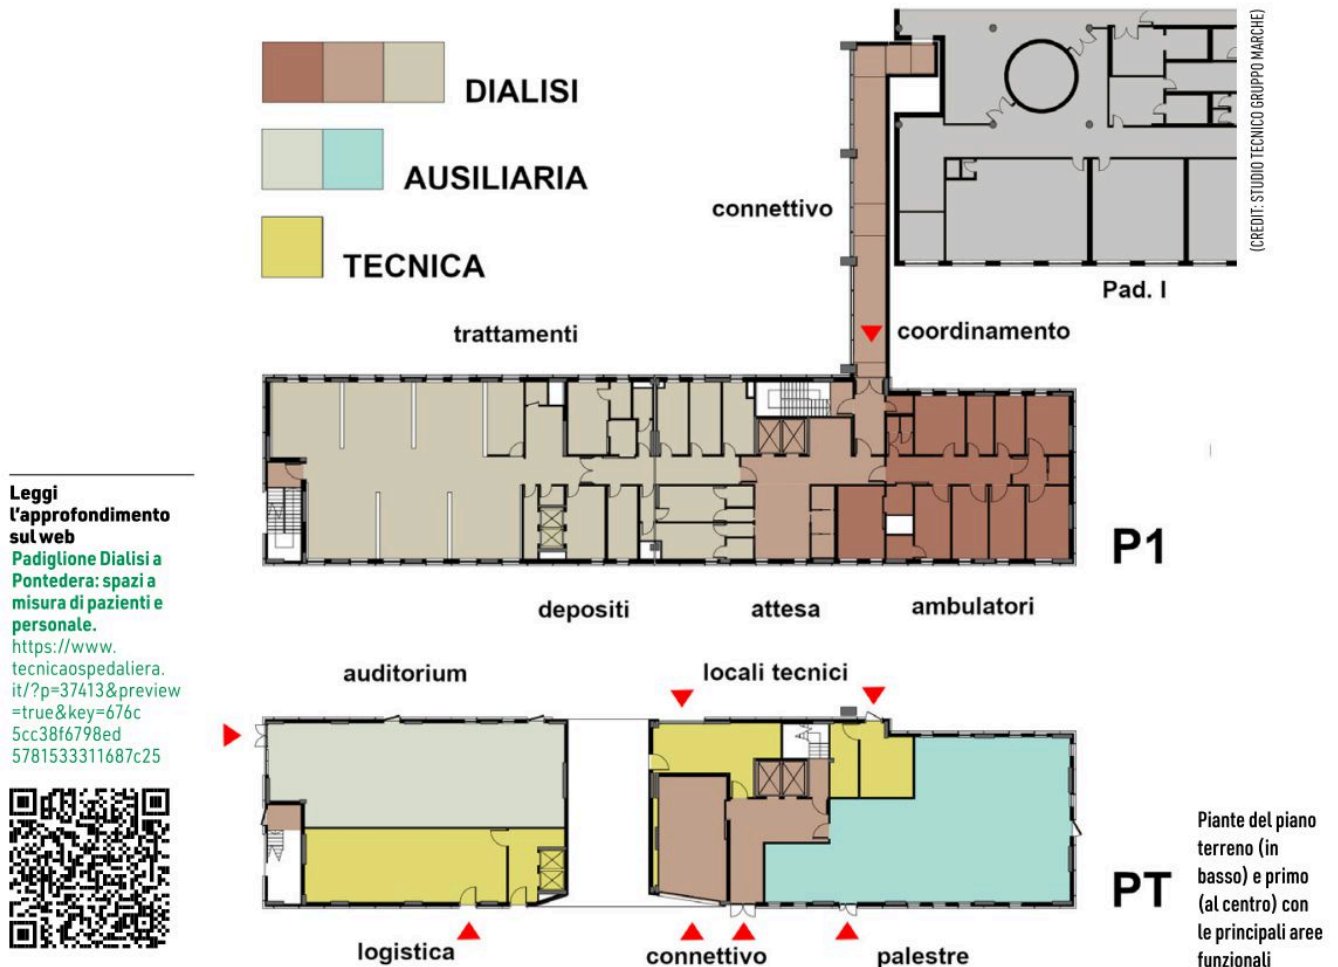 DIALISI
AUSILIARIA
TECNICA
connettivo
(CREDIT: STUDIO TECNICO GRUPPO MARCHE)
Pad. I
trattamenti
coordinamento
P1
depositi
attesa
ambulatori
Leggi
l'approfondimento
sul web
Padiglione Dialisi a
Pontedera: spazi a
misura di pazienti e
personale.
https://www.
tecnicaospedaliera.
it/?p=37413&preview
=true&key=676c
5cc38f6798ed
5781533311687c25
auditorium
locali tecnici
PT
logistica
connettivo
palestre
Piante del piano
terreno (in
basso) e primo
(al centro) con
le principali aree
funzionali